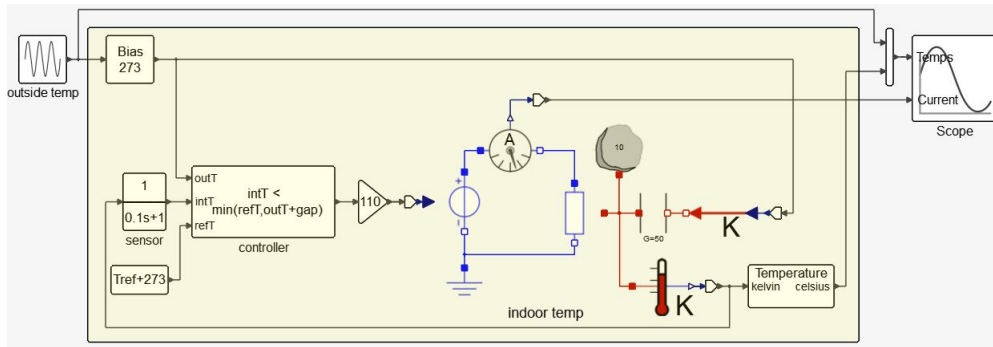 outside temp
Bias
273
Temps
Current
Scope
A
10
G=50
K
1
0.1s+1
sensor
outT
intT
refT
intT <
min(refT,outT+gap)
controller
110
+
Tref+273
K
indoor temp
Temperature
kelvin celsius